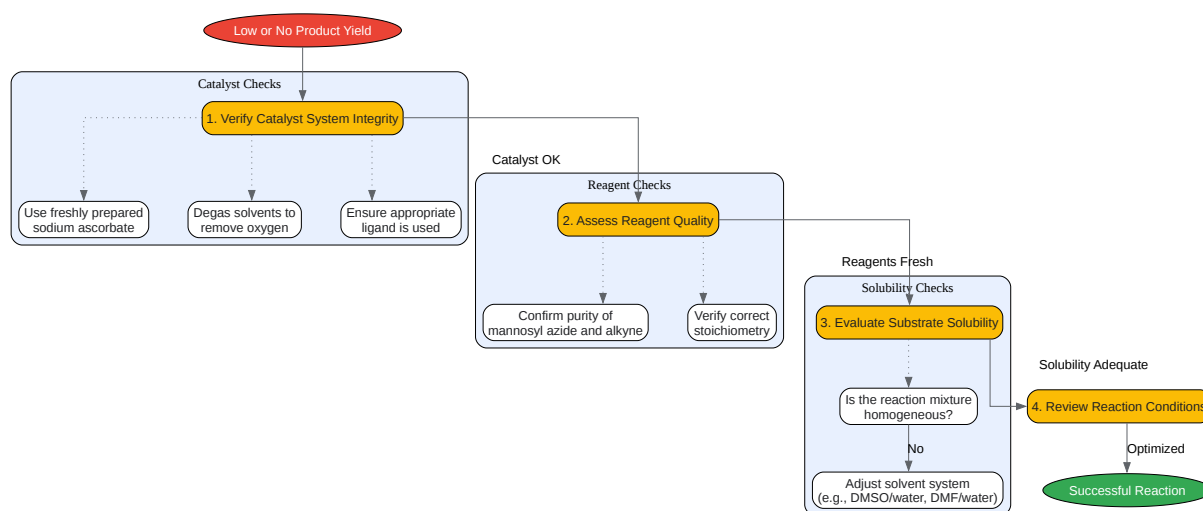 Low or No Product Yield
Catalyst Checks
1. Verify Catalyst System Integrity
Use freshly prepared
sodium ascorbate
Degas solvents to
remove oxygen
Ensure appropriate
ligand is used
Catalyst OK
Reagent Checks
2. Assess Reagent Quality
Confirm purity of
mannosyl azide and alkyne
Verify correct
stoichiometry
Reagents Fresh
Solubility Checks
3. Evaluate Substrate Solubility
Is the reaction mixture
homogeneous?
No
Adjust solvent system
(e.g., DMSO/water, DMF/water)
Solubility Adequate
4. Review Reaction Conditions
Optimized
Successful Reaction